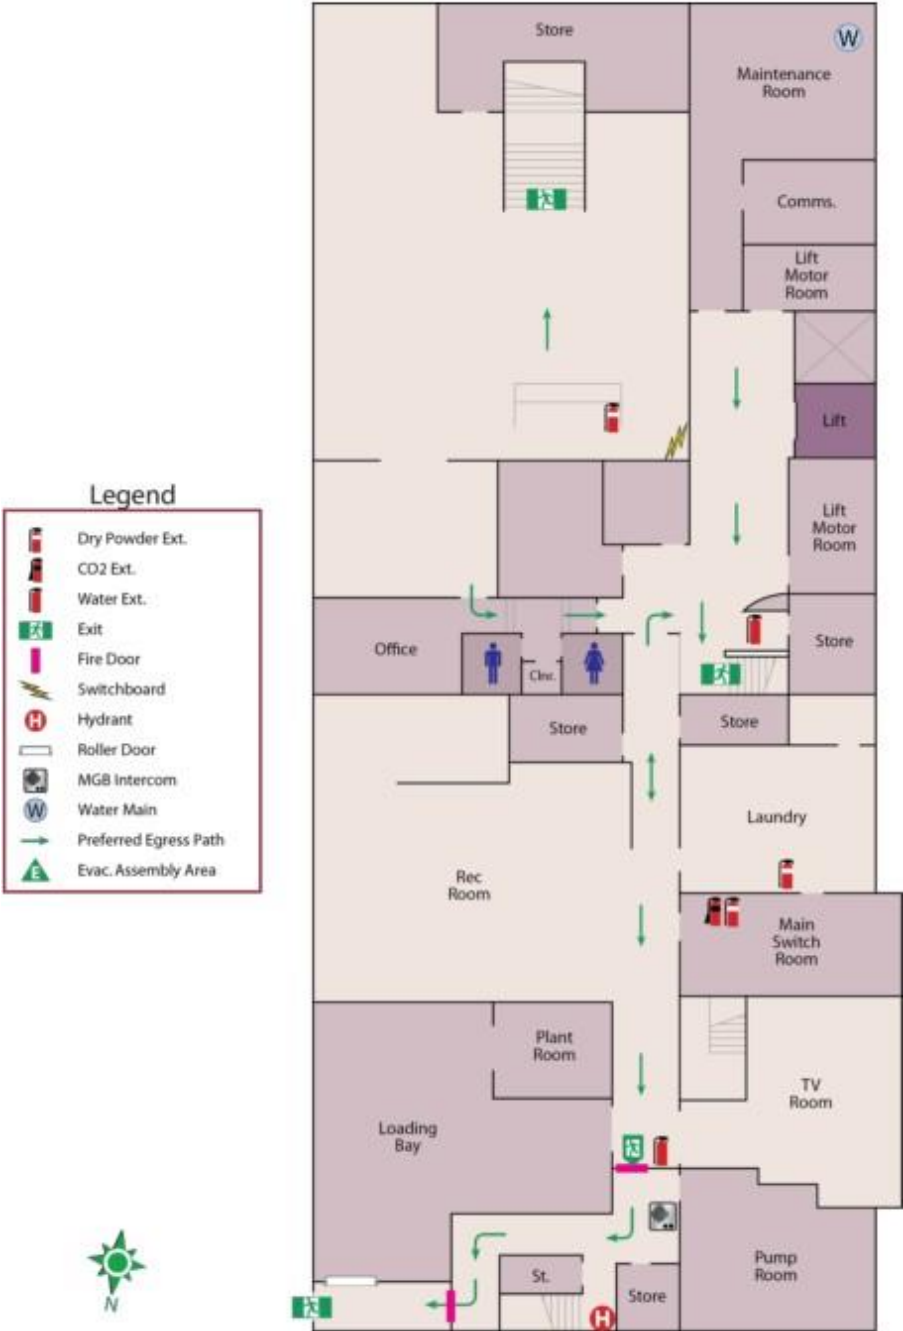 Store
W
Maintenance
Room
Comms.
Lift
Motor
Room
Lift
Lift
Motor
Room
Office
Clnr.
Store
Store
Store
Laundry
Rec
Room
Main
Switch
Room
Plant
Room
TV
Room
Loading
Bay
Pump
Room
St.
Store
H
Legend
Dry Powder Ext.
CO2 Ext.
Water Ext.
Exit
Fire Door
Switchboard
H
Hydrant
Roller Door
MGB Intercom
W
Water Main
Preferred Egress Path
E
Evac. Assembly Area
N